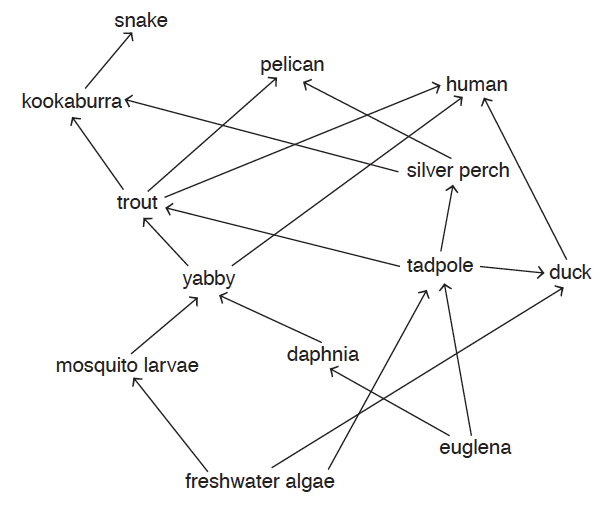 snake
pelican
human
kookaburra
silver perch
trout
tadpole
duck
yabby
daphnia
mosquito larvae
euglena
freshwater algae